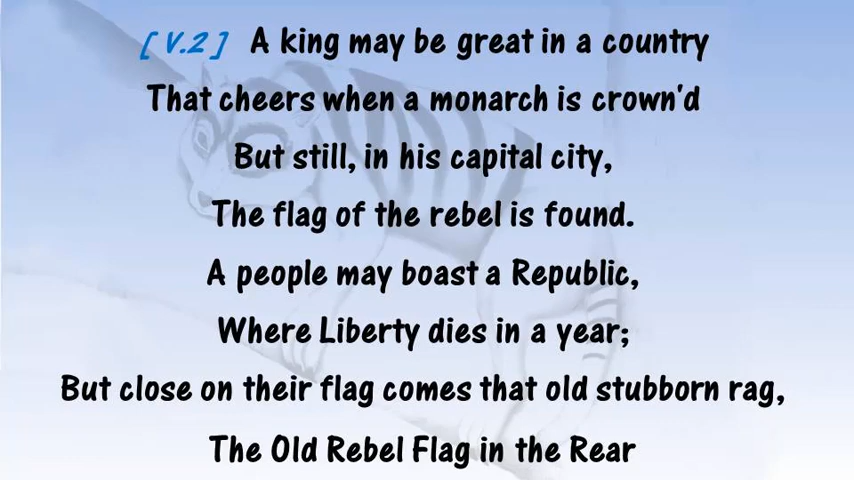 [ V.2 ] A king may be great in a country
That cheers when a monarch is crown'd
But still, in his capital city,
The flag of the rebel is found.
A people may boast a Republic,
Where Liberty dies in a year;
But close on their flag comes that old stubborn rag,
The Old Rebel Flag in the Rear